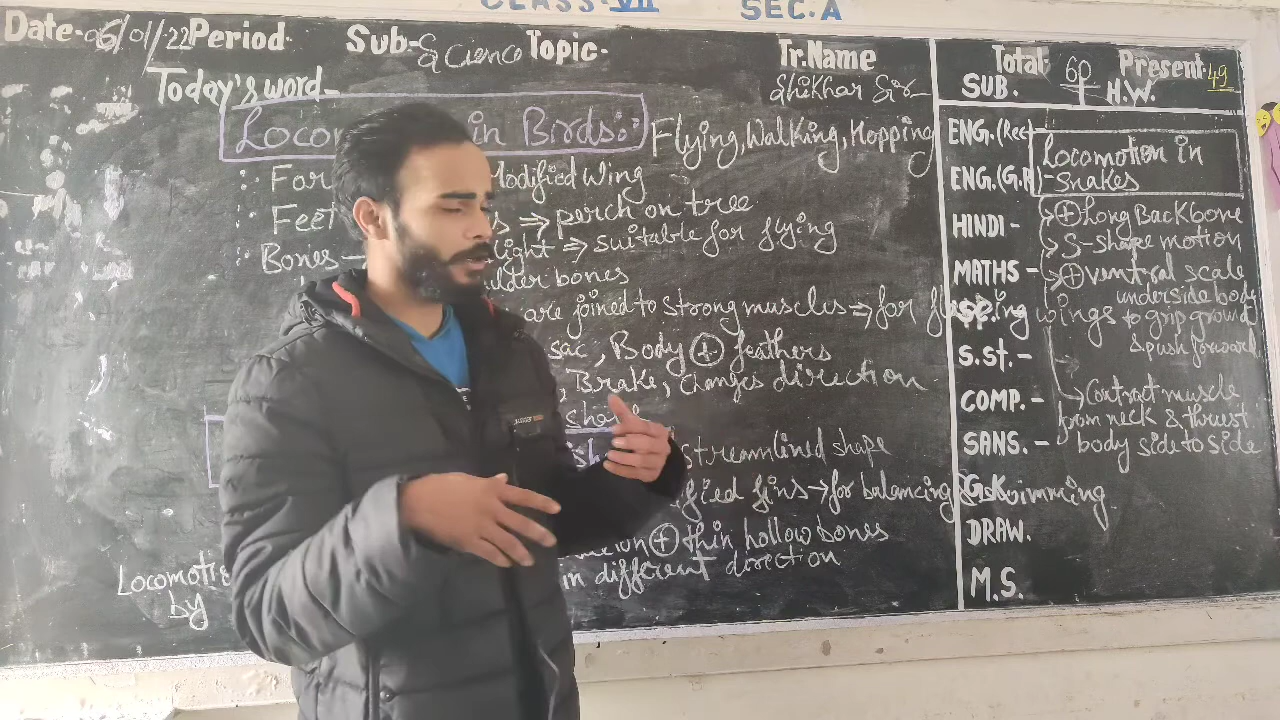 CLASS-VII SEC.A
Date-06/01/22 Period- Sub-Science Topic- Tr.Name
Shikhar Sir
Today's word-
Loco in Birds:
Flying, Walking, Hopping
For Modified wing
Feet ⇒ perch on tree
Bones - light ⇒ suitable for flying
ulder bones
are joined to strong muscles ⇒ for wings
sac, Body ⊕ feathers
, Brake, Changes direction
streamlined shape
fied fins → for balancing & swimming
⊕ thin hollow bones
in different direction
Locomoti
by
Total- 60 Present- 49
SUB. H.W.
ENG.(Rec)-
ENG.(G.R)-
HINDI -
MATHS -
S.st.-
COMP.-
SANS.-
G.K
DRAW.
M.S.
Locomotion in
Snakes
⊕ Long Backbone
S-shape motion
⊕ ventral scale
underside body
to grip ground
& push forward
Contract muscle
from neck & thrust
body side to side